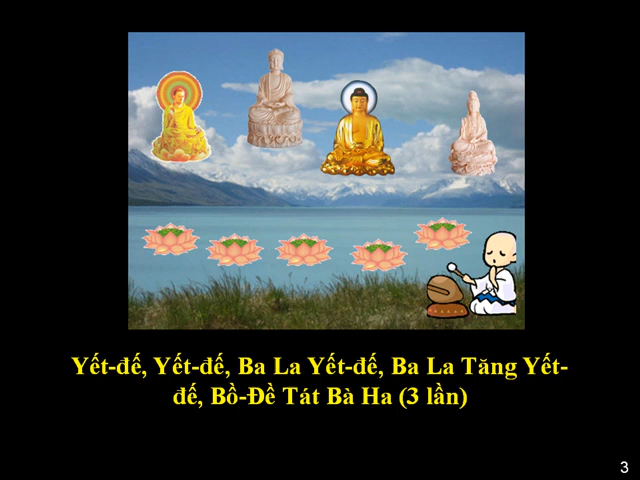 Yết-đế, Yết-đế, Ba La Yết-đế, Ba La Tăng Yết-
đế, Bồ-Đề Tát Bà Ha (3 lần)
3